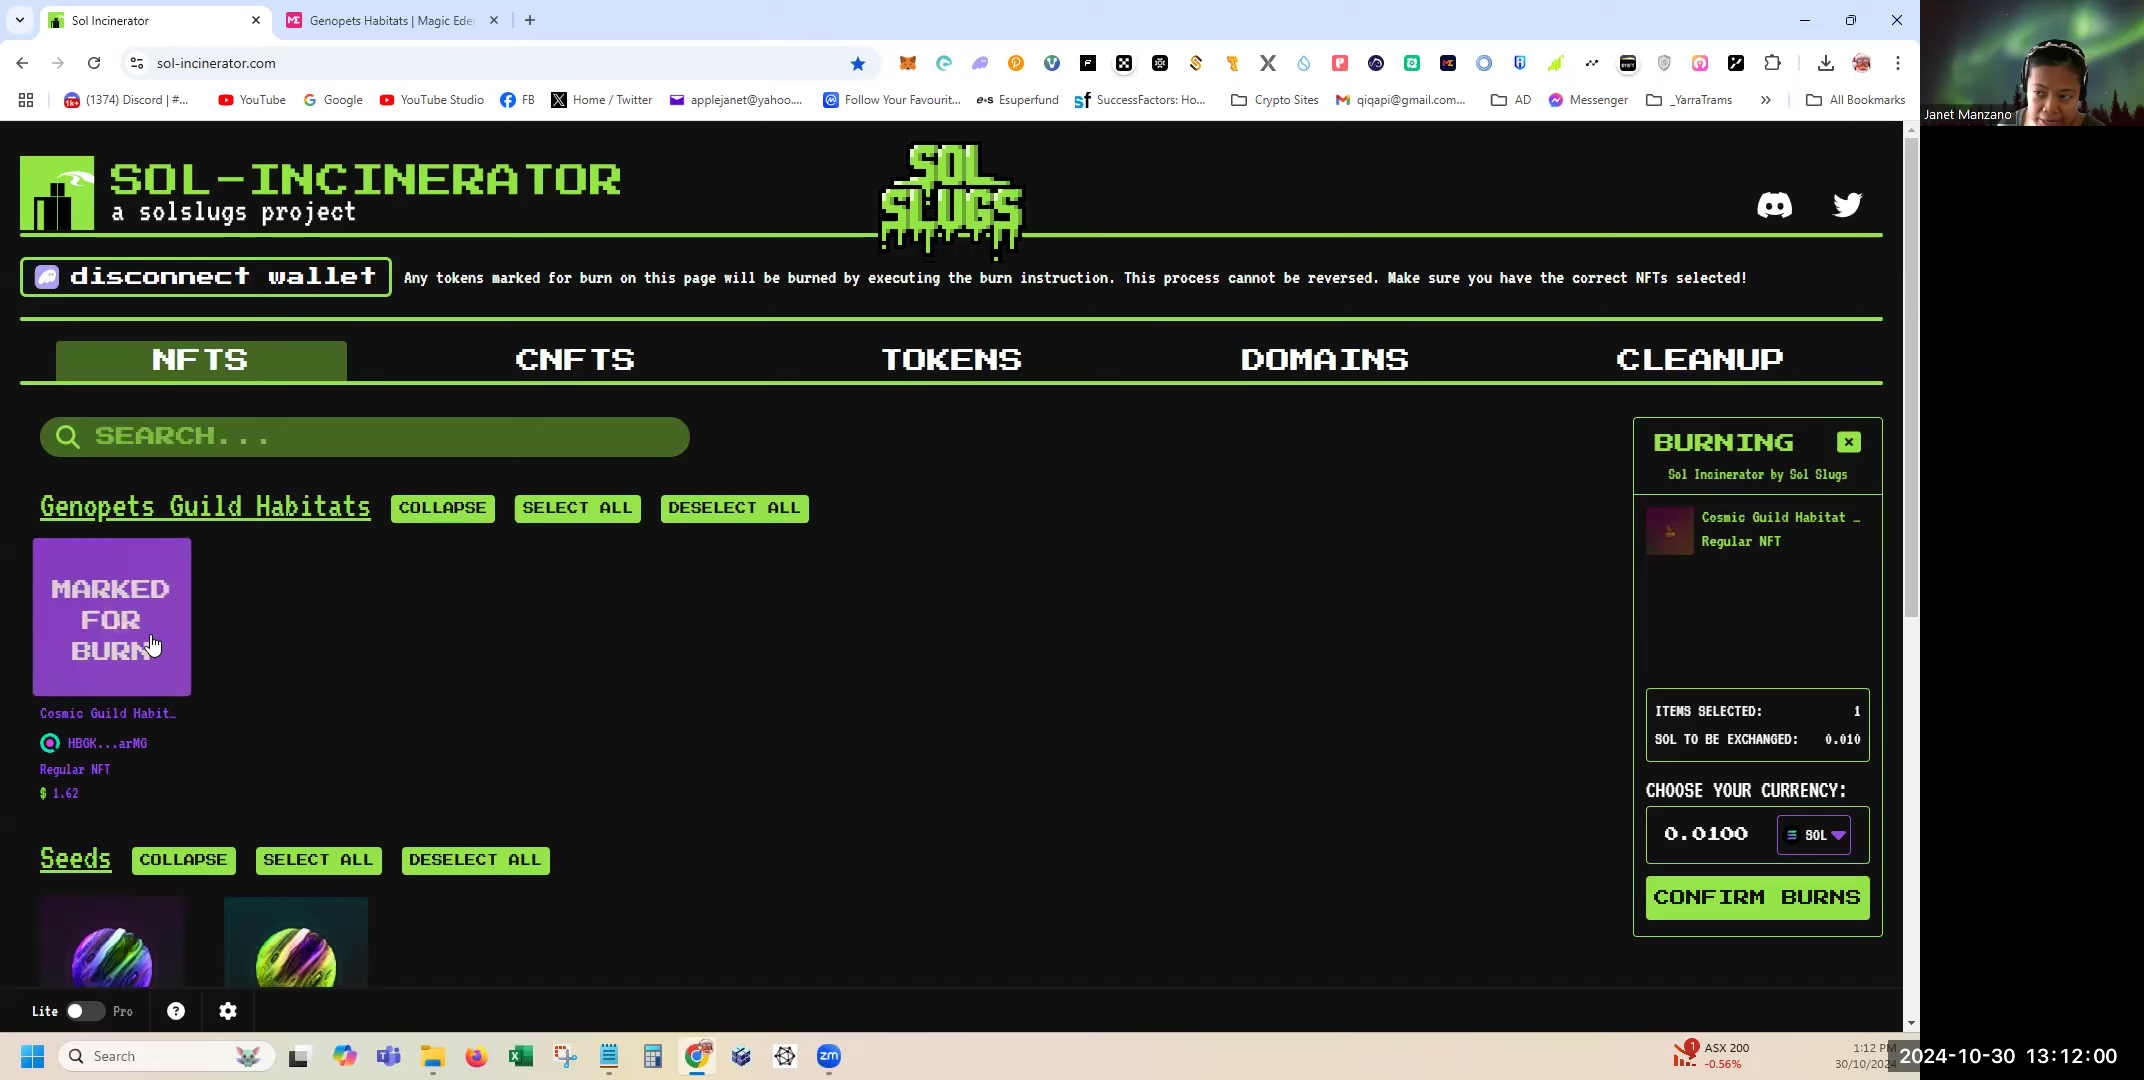 Sol Incinerator
Genopets Habitats | Magic Eden
sol-incinerator.com
(1374) Discord | #...
YouTube
Google
YouTube Studio
FB
Home / Twitter
applejanet@yahoo....
Follow Your Favourit...
Esuperfund
SuccessFactors: Ho...
Crypto Sites
qiqapi@gmail.com...
AD
Messenger
_YarraTrams
All Bookmarks
Janet Manzano
SOL-INCINERATOR
a solslugs project
SOL
SLUGS
disconnect wallet
Any tokens marked for burn on this page will be burned by executing the burn instruction. This process cannot be reversed. Make sure you have the correct NFTs selected!
NFTS
CNFTS
TOKENS
DOMAINS
CLEANUP
SEARCH...
Genopets Guild Habitats
COLLAPSE
SELECT ALL
DESELECT ALL
MARKED
FOR
BURN
Cosmic Guild Habit…
HBGK...arMG
Regular NFT
$ 1.62
Seeds
COLLAPSE
SELECT ALL
DESELECT ALL
BURNING
Sol Incinerator by Sol Slugs
Cosmic Guild Habitat …
Regular NFT
ITEMS SELECTED: 1
SOL TO BE EXCHANGED: 0.010
CHOOSE YOUR CURRENCY:
0.0100
SOL
CONFIRM BURNS
Lite
Pro
Search
ASX 200
-0.56%
1:12 PM
30/10/2024
2024-10-30 13:12:00